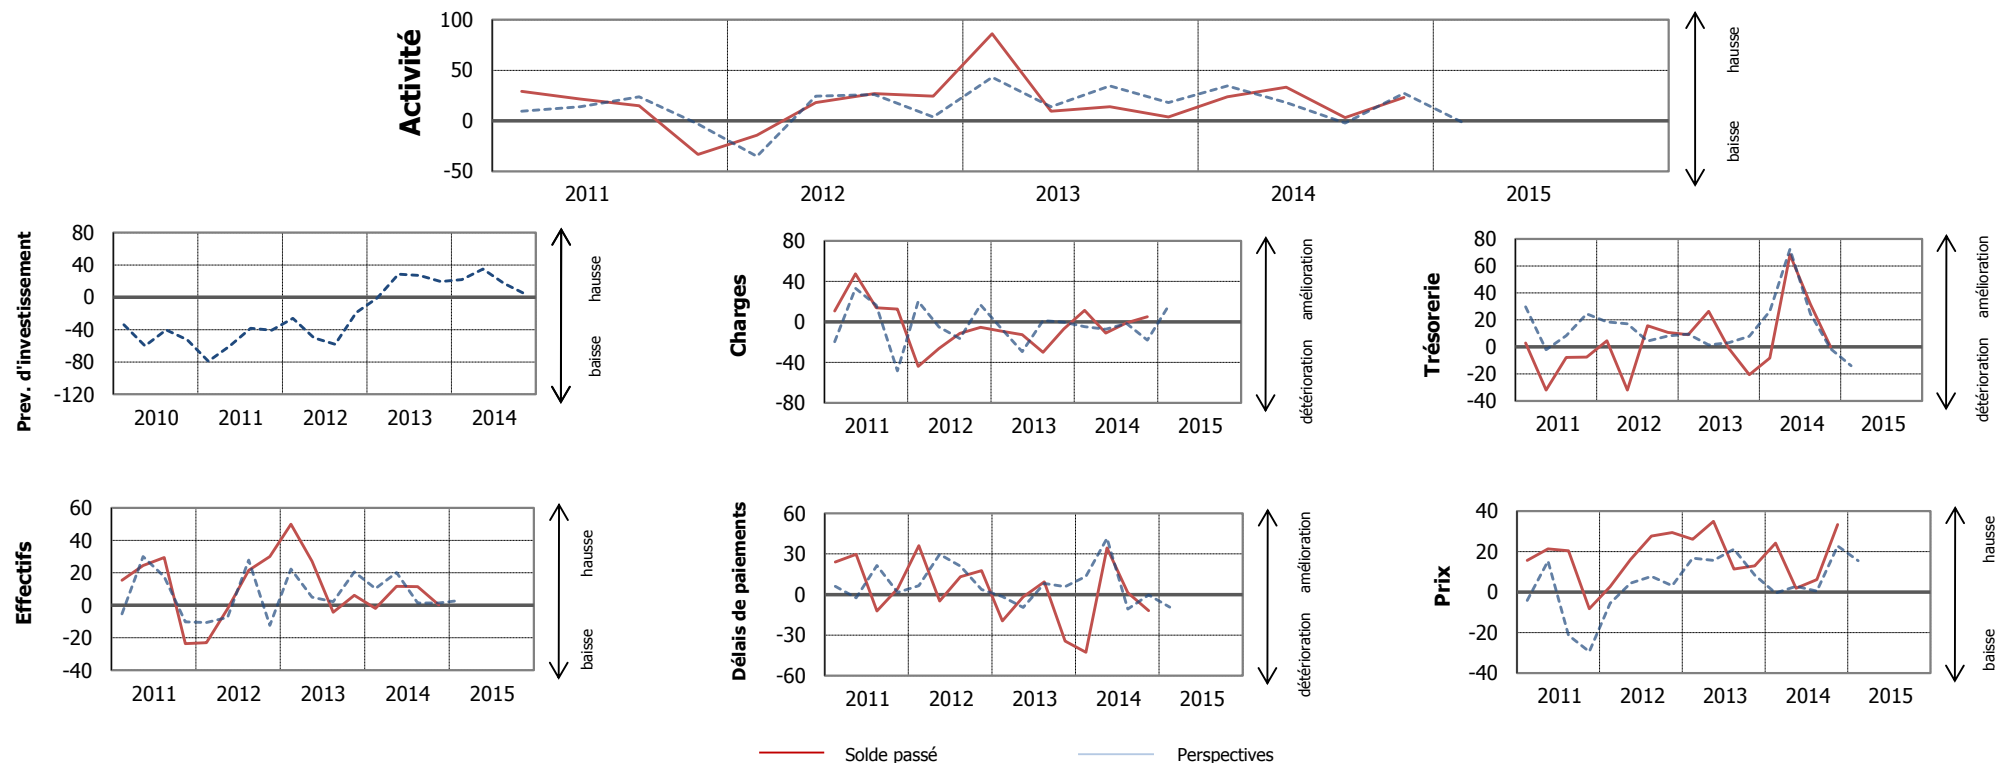 Activité
100
50
0
-50
2011 2012 2013 2014 2015
hausse
baisse
Prev. d'investissement
80
40
0
-40
-80
-120
2010 2011 2012 2013 2014
hausse
baisse
Charges
80
40
0
-40
-80
2011 2012 2013 2014 2015
amélioration
détérioration
Trésorerie
80
60
40
20
0
-20
-40
2011 2012 2013 2014 2015
amélioration
détérioration
Effectifs
60
40
20
0
-20
-40
2011 2012 2013 2014 2015
hausse
baisse
Délais de paiements
60
30
0
-30
-60
2011 2012 2013 2014 2015
amélioration
détérioration
Prix
40
20
0
-20
-40
2011 2012 2013 2014 2015
hausse
baisse
Solde passé
Perspectives